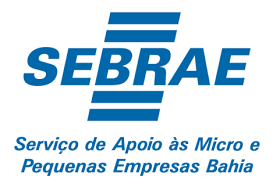 SEBRAE
Serviço de Apoio às Micro e
Pequenas Empresas Bahia